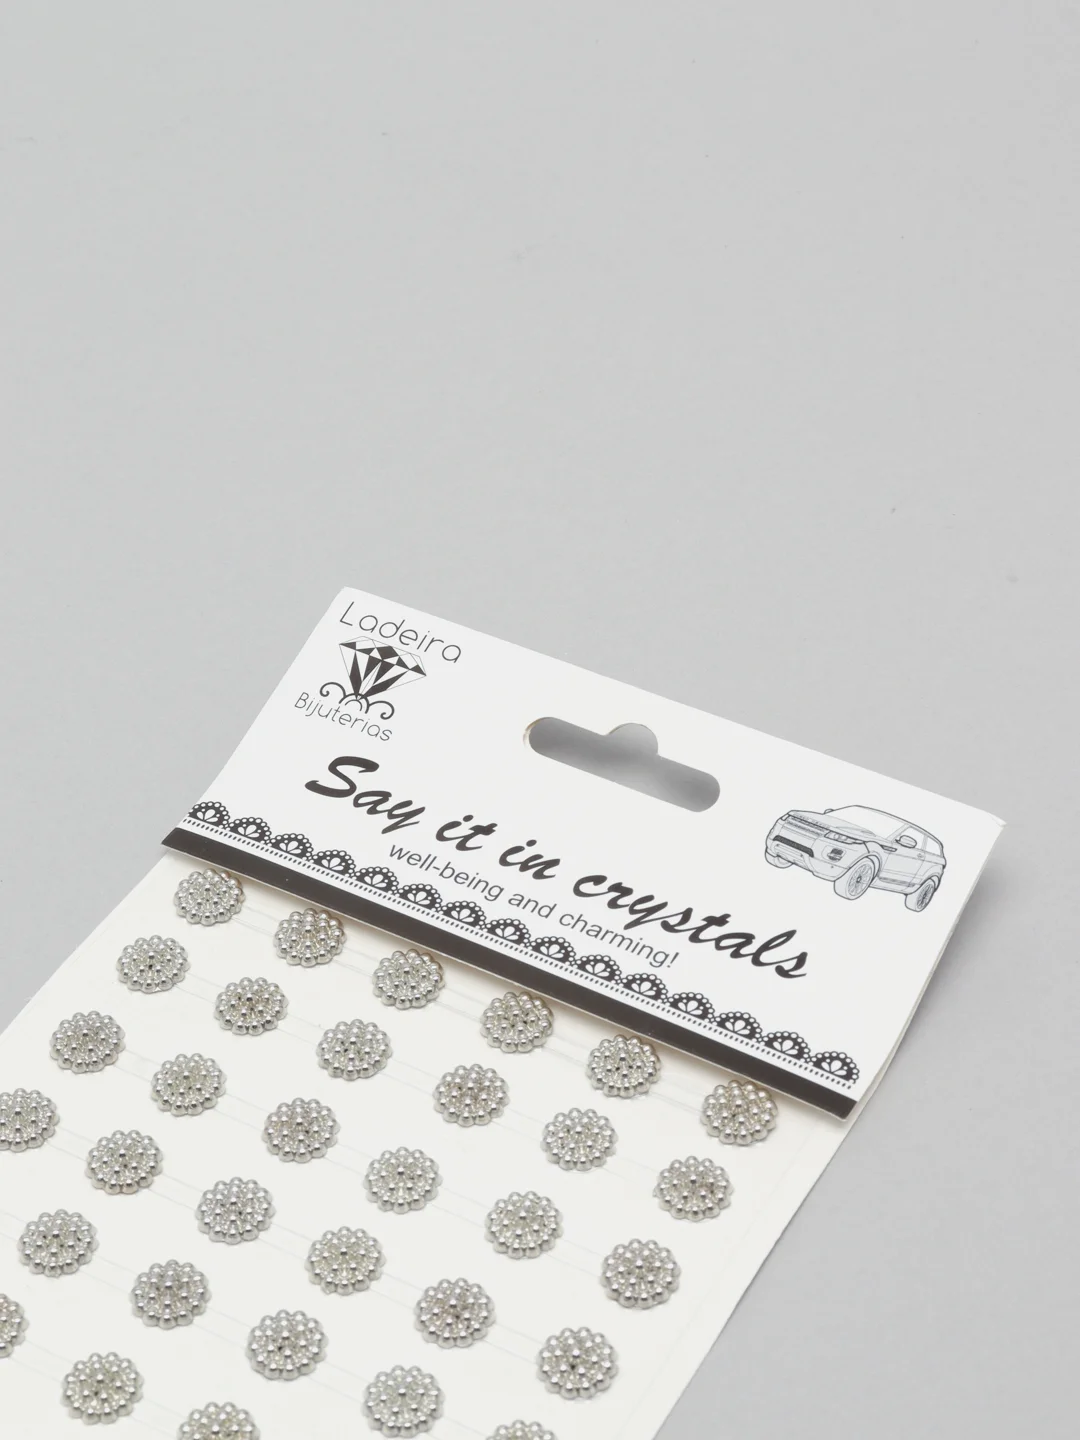 Ladeira
Bijuterias
Say it in crystals
well-being and charming!